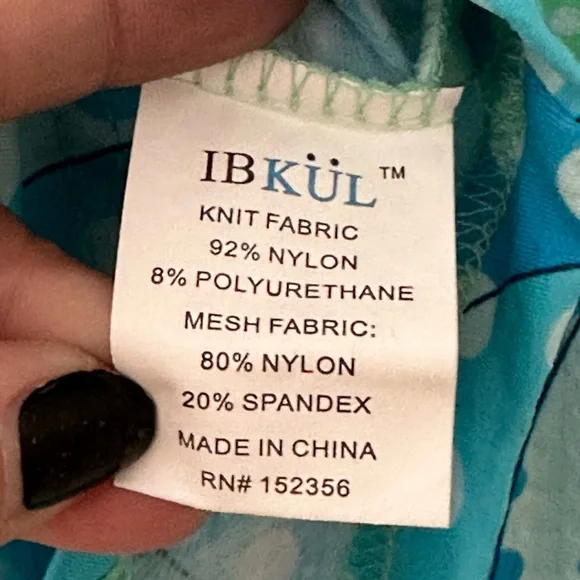 IBKÜL™
KNIT FABRIC
92% NYLON
8% POLYURETHANE
MESH FABRIC:
80% NYLON
20% SPANDEX
MADE IN CHINA
RN# 152356